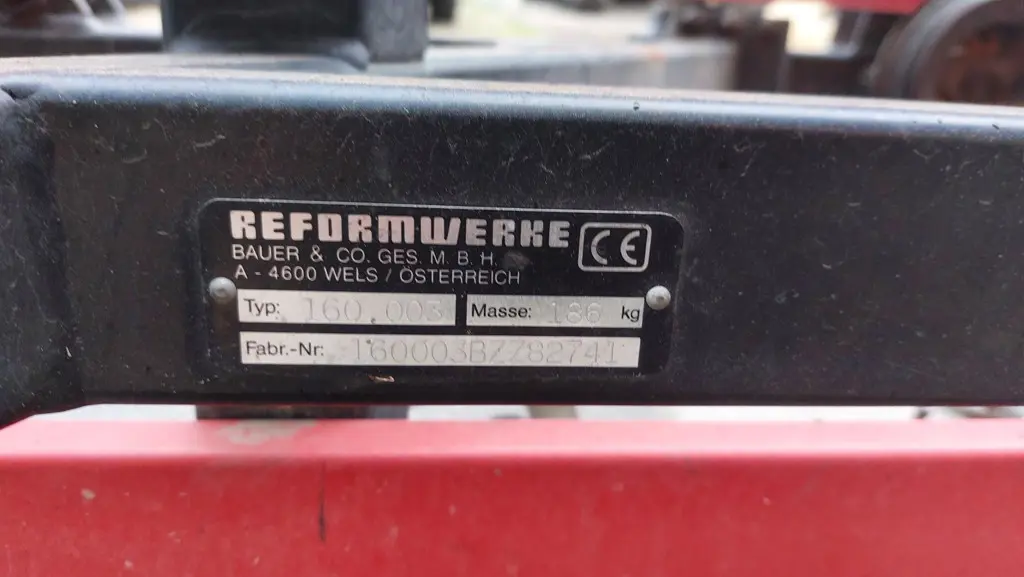 REFORMWERKE
BAUER & CO. GES. M. B. H.
A - 4600 WELS / ÖSTERREICH
CE
Typ: 160.003 Masse: 186 kg
Fabr.-Nr: 160003BZZ82741